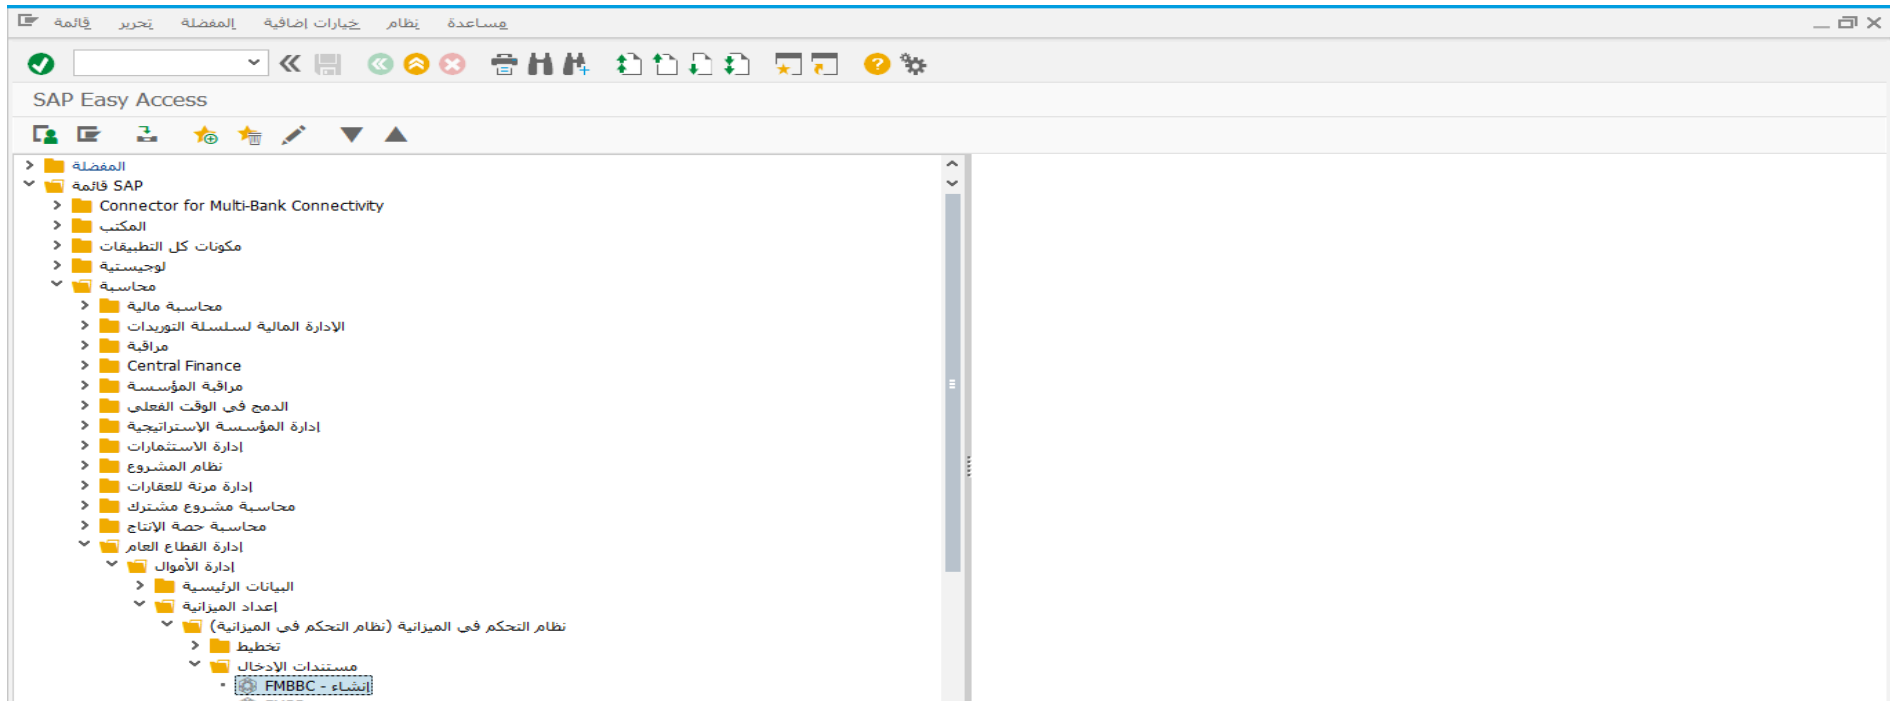 قائمة تحرير المفضلة خيارات إضافية نظام مساعدة
SAP Easy Access
المفضلة
قائمة SAP
Connector for Multi-Bank Connectivity
المكتب
مكونات كل التطبيقات
لوجيستية
محاسبة
محاسبة مالية
الإدارة المالية لسلسلة التوريدات
مراقبة
Central Finance
مراقبة المؤسسة
الدمج في الوقت الفعلي
إدارة المؤسسة الإستراتيجية
إدارة الاستثمارات
نظام المشروع
إدارة مرنة للعقارات
محاسبة مشروع مشترك
محاسبة حصة الإنتاج
إدارة القطاع العام
إدارة الأموال
البيانات الرئيسية
إعداد الميزانية
نظام التحكم في الميزانية (نظام التحكم في الميزانية)
تخطيط
مستندات الإدخال
FMBBC - إنشاء